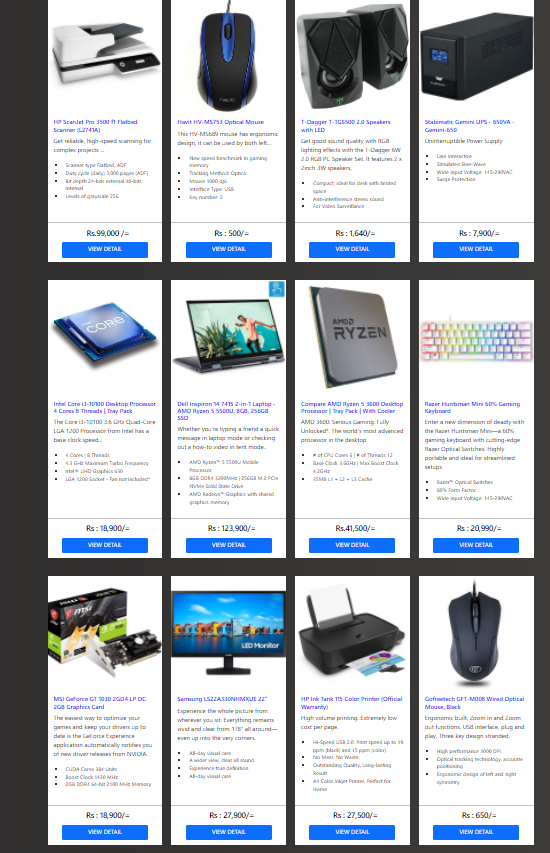 HP ScanJet Pro 3500 f1 Flatbed
Scanner (L2741A)
Get reliable, high-speed scanning for
complex projects ...
Scanner type Flatbed, ADF
Duty cycle (daily) 3,000 pages (ADF)
Bit depth 24-bits external 48-bits
internal
Levels of grayscale 256
Rs.99,000 /=
VIEW DETAIL
Havit HV-MS753 Optical Mouse
This HV-MS689 mouse has ergonomic
design, it can be used by both left...
New speed benchmark in gaming
memory
Tracking Method: Optica
Mouse 1000 dpi
Interface Type: USB
Key number: 2
Rs : 500/=
VIEW DETAIL
T-Dagger T-TGS500 2.0 Speakers
with LED
Get good sound quality with RGB
lighting effects with the T-Dagger 6W
2.0 RGB PC Speaker Set. It features 2 x
2inch 3W speakers,
Compact, ideal for desk with limited
space
Anti-interference stereo sound
For Video Surveillance
Rs : 1,640/=
VIEW DETAIL
Stabimatic Gemini UPS - 650VA -
Gemini-650
Uninterruptible Power Supply
Line Interactive
Simulated Sine-Wave
Wide Input Voltage: 145-290VAC
Surge Protection
Rs : 7,900/=
VIEW DETAIL
CORE
Intel Core i3-10100 Desktop Processor
4 Cores 8 Threads | Tray Pack
The Core i3-10100 3.6 GHz Quad-Core
LGA 1200 Processor from Intel has a
base clock speed...
4 Cores | 8 Threads
4.3 GHz Maximum Turbo Frequency
Intel® UHD Graphics 630
LGA 1200 Socket - Fan not included*
Rs : 18,900/=
VIEW DETAIL
Dell Inspiron 14 7415 2-in-1 Laptop -
AMD Ryzen 5 5500U, 8GB, 256GB
SSD
Whether you're typing a friend a quick
message in laptop mode or checking
out a how-to video in tent mode.
AMD Ryzen™ 5 5500U Mobile
Processor
8GB DDR4 3200MHz | 256GB M.2 PCIe
NVMe Solid State Drive
AMD Radeon™ Graphics with shared
graphics memory
Rs : 123,900/=
VIEW DETAIL
AMD
RYZEN
Compare AMD Ryzen 5 3600 Desktop
Processor | Tray Pack | With Cooler
AMD 3600: Serious Gaming. Fully
Unlocked*. The world's most advanced
processor in the desktop
# of CPU Cores 6 | # of Threads 12
Base Clock 3.6GHz | Max Boost Clock
4.2GHz
35MB L1 + L2 + L3 Cache
Rs.41,500/=
VIEW DETAIL
Razer Huntsman Mini 60% Gaming
Keyboard
Enter a new dimension of deadly with
the Razer Huntsman Mini—a 60%
gaming keyboard with cutting-edge
Razer Optical Switches. Highly
portable and ideal for streamlined
setups
Razer™ Optical Switches
60% Form Factor
Wide Input Voltage: 145-290VAC
Rs : 20,990/=
VIEW DETAIL
msi
MSI GeForce GT 1030 2GD4 LP OC
2GB Graphics Card
The easiest way to optimize your
games and keep your drivers up to
date is the GeForce Experience
application automatically notifies you
of new driver releases from NVIDIA.
CUDA Cores 384 Units
Boost Clock 1430 MHz
2GB DDR4 64-bit 2100 MHz Memory
Rs : 18,900/=
VIEW DETAIL
LED Monitor
Samsung LS22A330NHMXUE 22"
Experience the whole picture from
wherever you sit. Everything remains
vivid and clear from 178° all around—
even up into the very corners.
All-day visual care
A wider view, clear all round
Experience true definition
All-day visual care
Rs : 27,900/=
VIEW DETAIL
HP Ink Tank 115 Color Printer (Official
Warranty)
High volume printing. Extremely low
cost per page.
Hi-Speed USB 2.0 Print speed up to 19
ppm (black) and 15 ppm (color)
No Mess No Waste
Outstanding Quality, Long-lasting
Result
A4 Color Inkjet Printer, Perfect for
Home
Rs : 27,500/=
VIEW DETAIL
Gofreetech GFT-M008 Wired Optical
Mouse, Black
Ergonomic built, Zoom in and Zoom
out functions. USB interface, plug and
play. Three key design stranded.
High performance 1000 DPI
Optical tracking technology, accurate
positioning
Ergonomic design of left and right
symmetry
Rs : 650/=
VIEW DETAIL